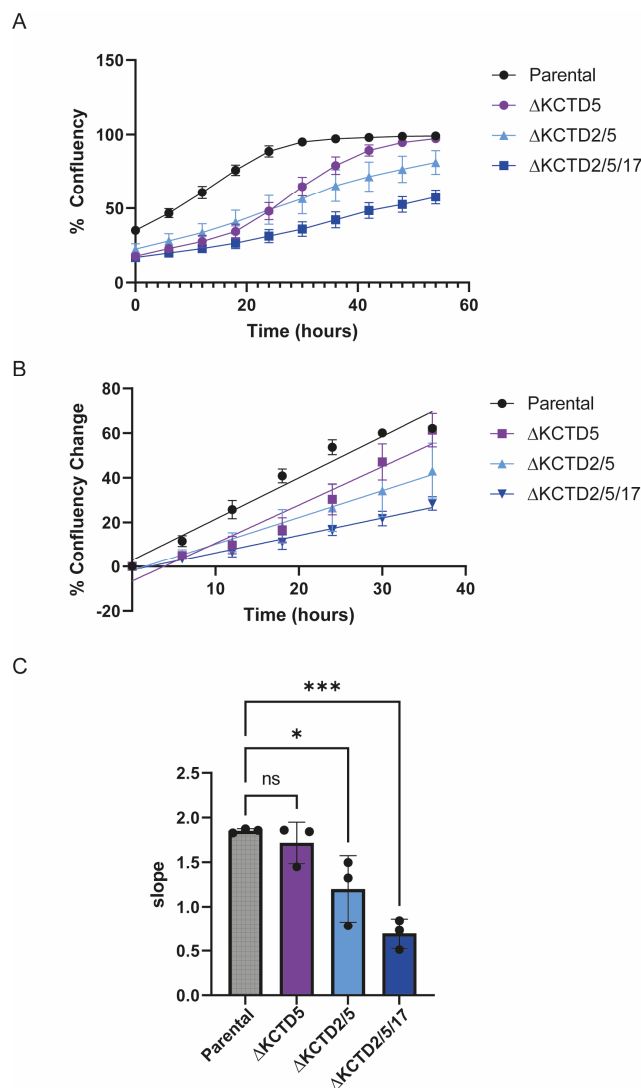 A
150
100
50
0
% Confluency
0
20
40
60
Time (hours)
Parental
ΔKCTD5
ΔKCTD2/5
ΔKCTD2/5/17
B
80
60
40
20
0
-20
% Confluency Change
10
20
30
40
Time (hours)
Parental
ΔKCTD5
ΔKCTD2/5
ΔKCTD2/5/17
C
***
*
ns
2.5
2.0
1.5
1.0
0.5
0.0
slope
Parental
ΔKCTD5
ΔKCTD2/5
ΔKCTD2/5/17